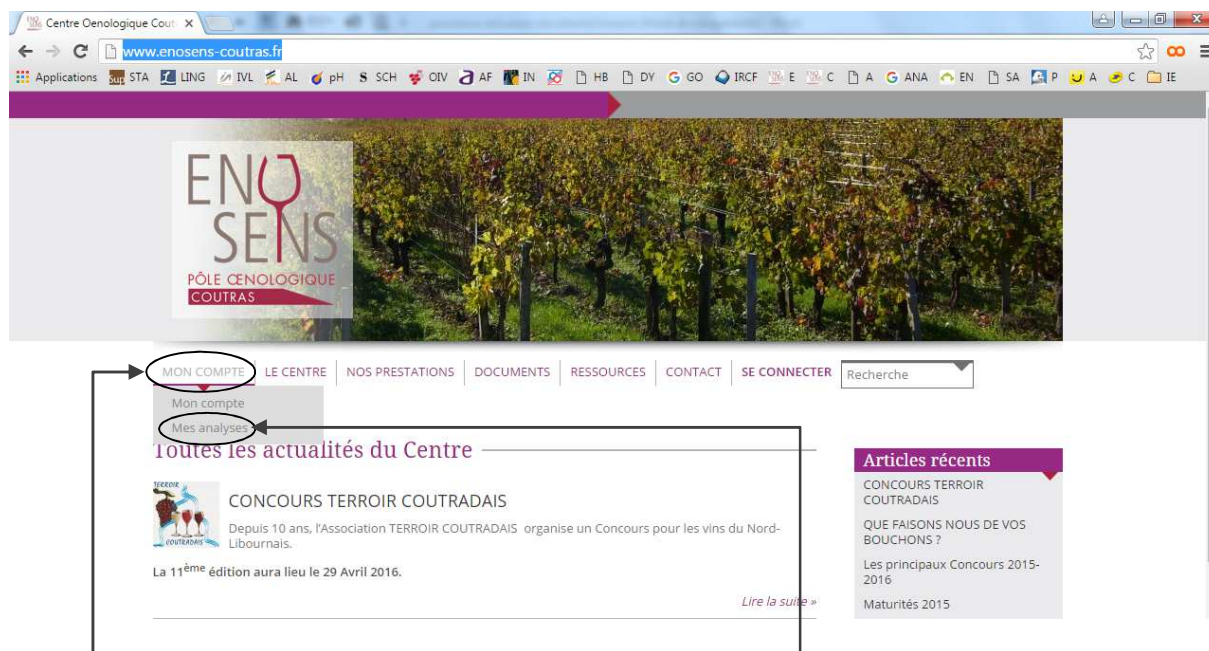 Centre Oenologique Cout
www.enosens-coutras.fr
Applications STA LING IVL AL pH SCH OIV AF IN HB DY GO IRCF E C A ANA EN SA P A C IE
ENOSENS
PÔLE ŒNOLOGIQUE
COUTRAS
MON COMPTE LE CENTRE NOS PRESTATIONS DOCUMENTS RESSOURCES CONTACT SE CONNECTER Recherche
Mon compte
Mes analyses
Toutes les actualités du Centre
TERROIR
COUTRADAIS
CONCOURS TERROIR COUTRADAIS
Depuis 10 ans, l'Association TERROIR COUTRADAIS organise un Concours pour les vins du Nord-
Libournais.
La 11ème édition aura lieu le 29 Avril 2016.
Lire la suite »
Articles récents
CONCOURS TERROIR
COUTRADAIS
QUE FAISONS NOUS DE VOS
BOUCHONS ?
Les principaux Concours 2015-
2016
Maturités 2015